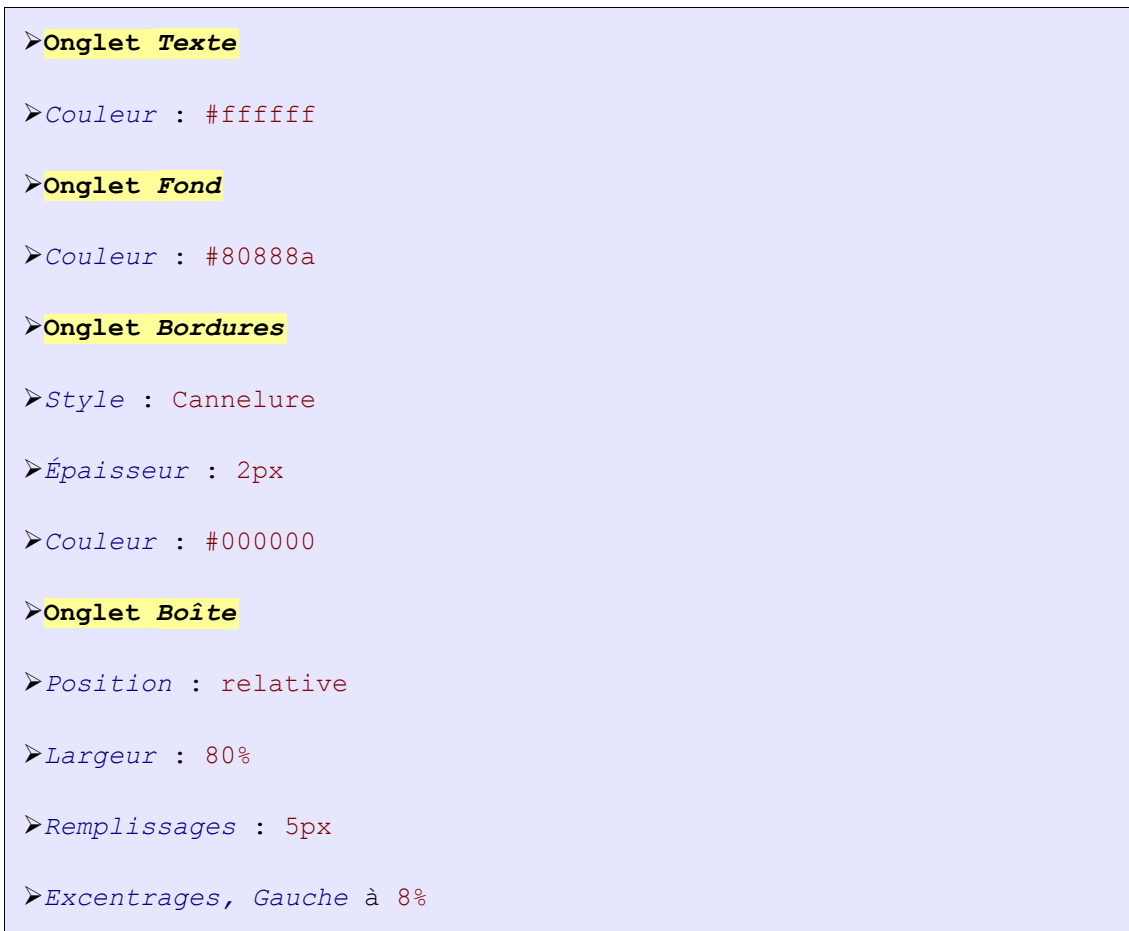 ➢Onglet Texte
➢Couleur : #ffffff
➢Onglet Fond
➢Couleur : #80888a
➢Onglet Bordures
➢Style : Cannelure
➢Épaisseur : 2px
➢Couleur : #000000
➢Onglet Boîte
➢Position : relative
➢Largeur : 80%
➢Remplissages : 5px
➢Excentrages, Gauche à 8%